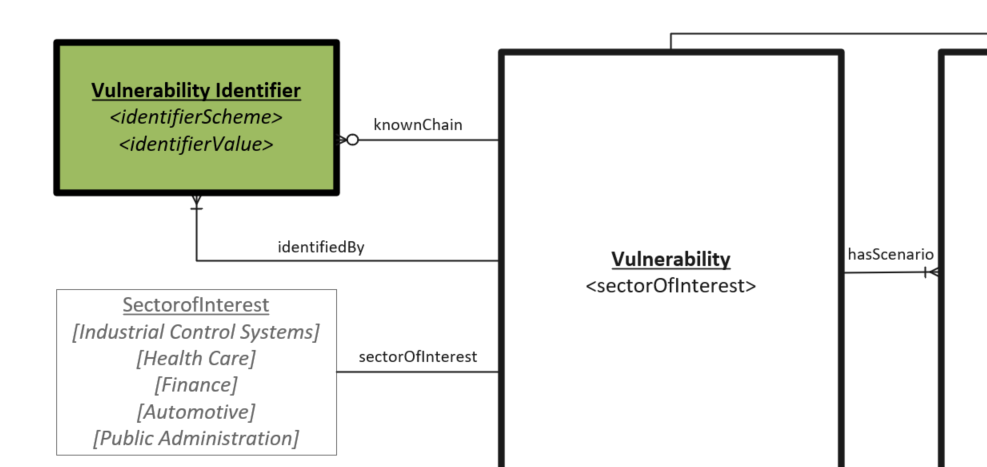 Vulnerability Identifier
<identifierScheme>
<identifierValue>
knownChain
identifiedBy
SectorofInterest
[Industrial Control Systems]
[Health Care]
[Finance]
[Automotive]
[Public Administration]
sectorOfInterest
Vulnerability
<sectorOfInterest>
hasScenario